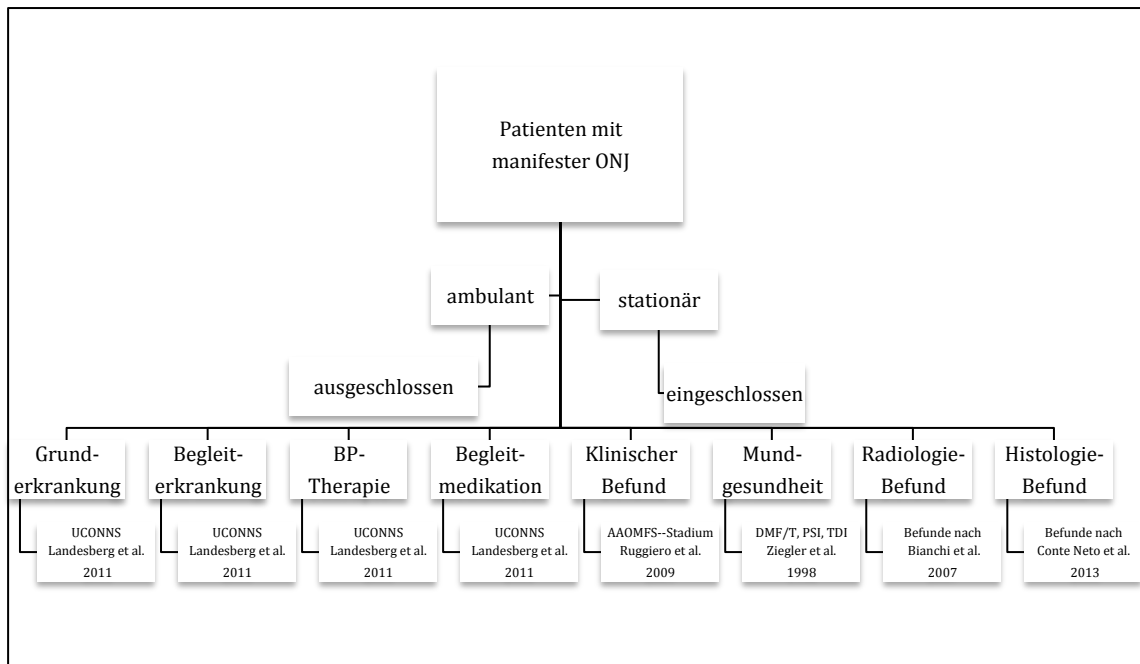 Patienten mit
manifester ONJ
ambulant
stationär
ausgeschlossen
eingeschlossen
Grund-
erkrankung
Begleit-
erkrankung
BP-
Therapie
Begleit-
medikation
Klinischer
Befund
Mund-
gesundheit
Radiologie-
Befund
Histologie-
Befund
UCONNS
Landesberg et al.
2011
UCONNS
Landesberg et al.
2011
UCONNS
Landesberg et al.
2011
UCONNS
Landesberg et al.
2011
AAOMFS--Stadium
Ruggiero et al.
2009
DMF/T, PSI, TDI
Ziegler et al.
1998
Befunde nach
Bianchi et al.
2007
Befunde nach
Conte Neto et al.
2013